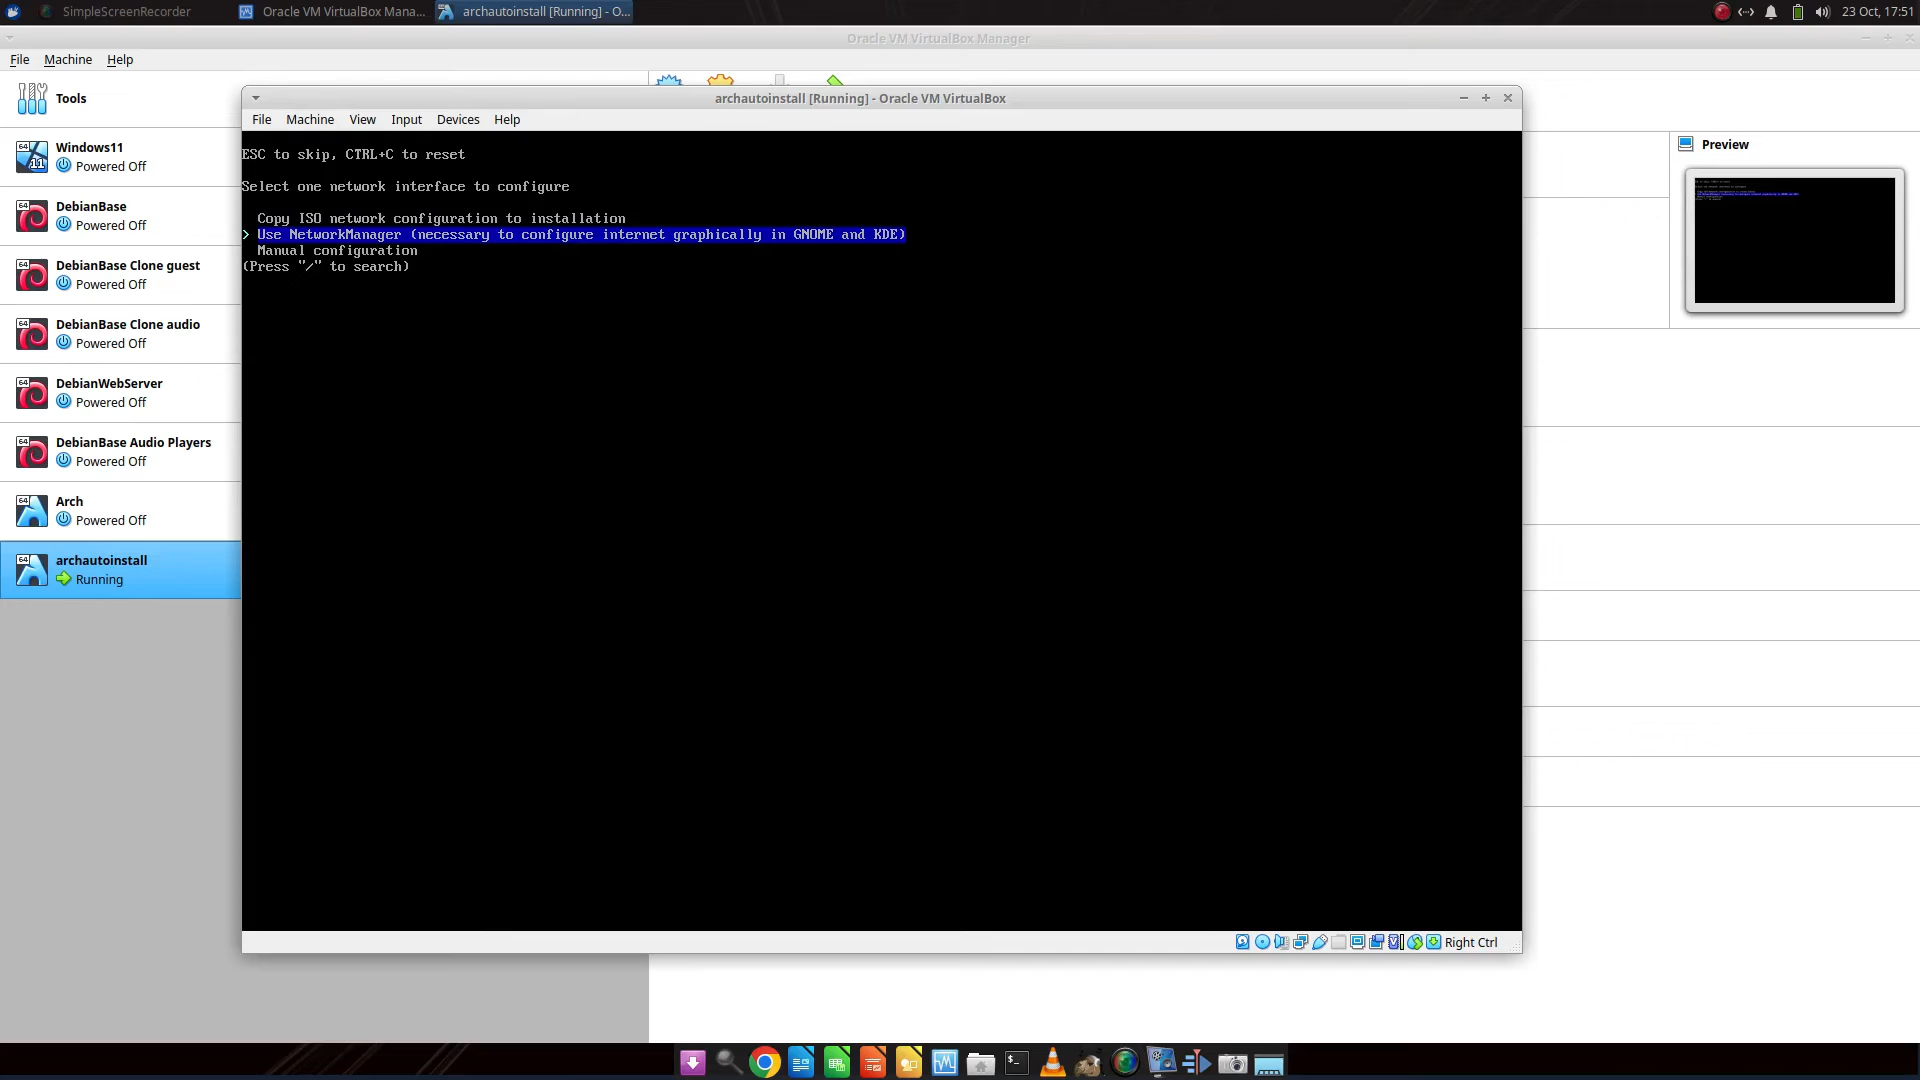 SimpleScreenRecorder
Oracle VM VirtualBox Mana...
archautoinstall [Running] - O...
23 Oct, 17:51
Oracle VM VirtualBox Manager
File Machine Help
Tools
Windows11
Powered Off
DebianBase
Powered Off
DebianBase Clone guest
Powered Off
DebianBase Clone audio
Powered Off
DebianWebServer
Powered Off
DebianBase Audio Players
Powered Off
Arch
Powered Off
archautoinstall
Running
archautoinstall [Running] - Oracle VM VirtualBox
File Machine View Input Devices Help
ESC to skip, CTRL+C to reset
Select one network interface to configure
Copy ISO network configuration to installation
> Use NetworkManager (necessary to configure internet graphically in GNOME and KDE)
Manual configuration
(Press "/" to search)
Right Ctrl
Preview